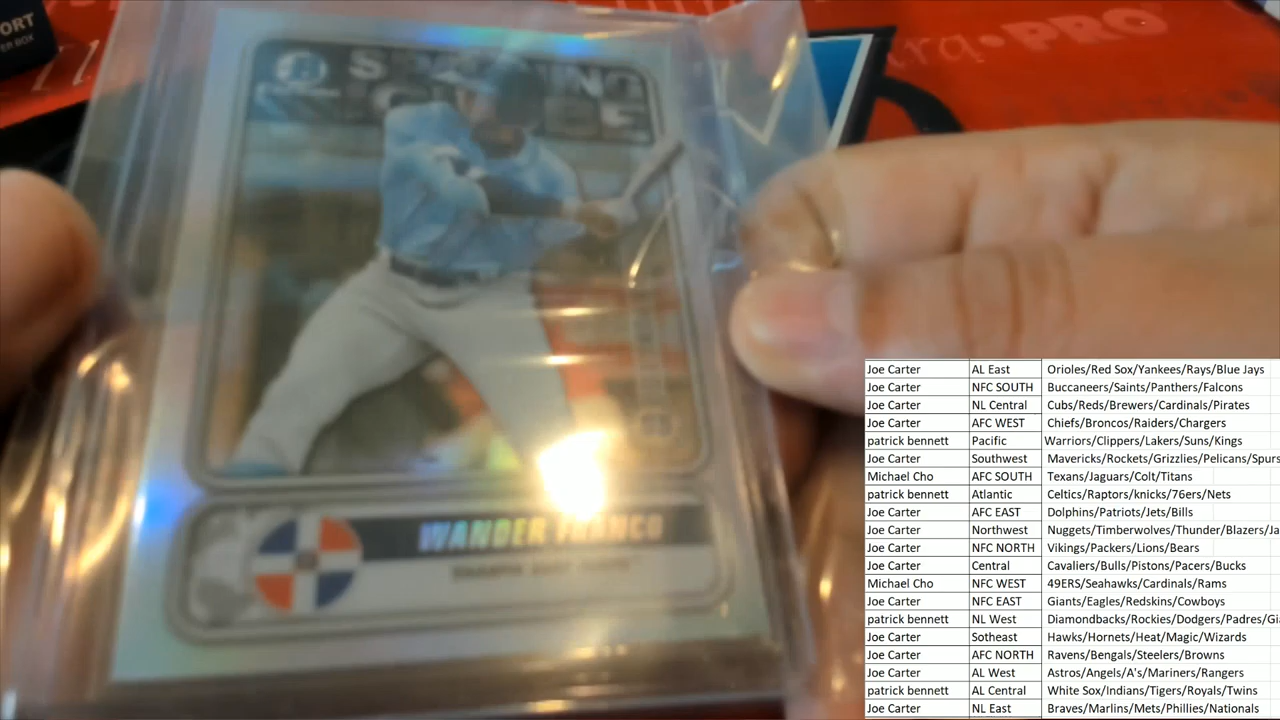 PORT
ER BOX
ra•PRO
WANDER FRANCO
TAMPA BAY RAYS
Joe Carter AL East Orioles/Red Sox/Yankees/Rays/Blue Jays
Joe Carter NFC SOUTH Buccaneers/Saints/Panthers/Falcons
Joe Carter NL Central Cubs/Reds/Brewers/Cardinals/Pirates
Joe Carter AFC WEST Chiefs/Broncos/Raiders/Chargers
patrick bennett Pacific Warriors/Clippers/Lakers/Suns/Kings
Joe Carter Southwest Mavericks/Rockets/Grizzlies/Pelicans/Spurs
Michael Cho AFC SOUTH Texans/Jaguars/Colt/Titans
patrick bennett Atlantic Celtics/Raptors/knicks/76ers/Nets
Joe Carter AFC EAST Dolphins/Patriots/Jets/Bills
Joe Carter Northwest Nuggets/Timberwolves/Thunder/Blazers/Ja
Joe Carter NFC NORTH Vikings/Packers/Lions/Bears
Joe Carter Central Cavaliers/Bulls/Pistons/Pacers/Bucks
Michael Cho NFC WEST 49ERS/Seahawks/Cardinals/Rams
Joe Carter NFC EAST Giants/Eagles/Redskins/Cowboys
patrick bennett NL West Diamondbacks/Rockies/Dodgers/Padres/Gi
Joe Carter Sotheast Hawks/Hornets/Heat/Magic/Wizards
Joe Carter AFC NORTH Ravens/Bengals/Steelers/Browns
Joe Carter AL West Astros/Angels/A's/Mariners/Rangers
patrick bennett AL Central White Sox/Indians/Tigers/Royals/Twins
Joe Carter NL East Braves/Marlins/Mets/Phillies/Nationals